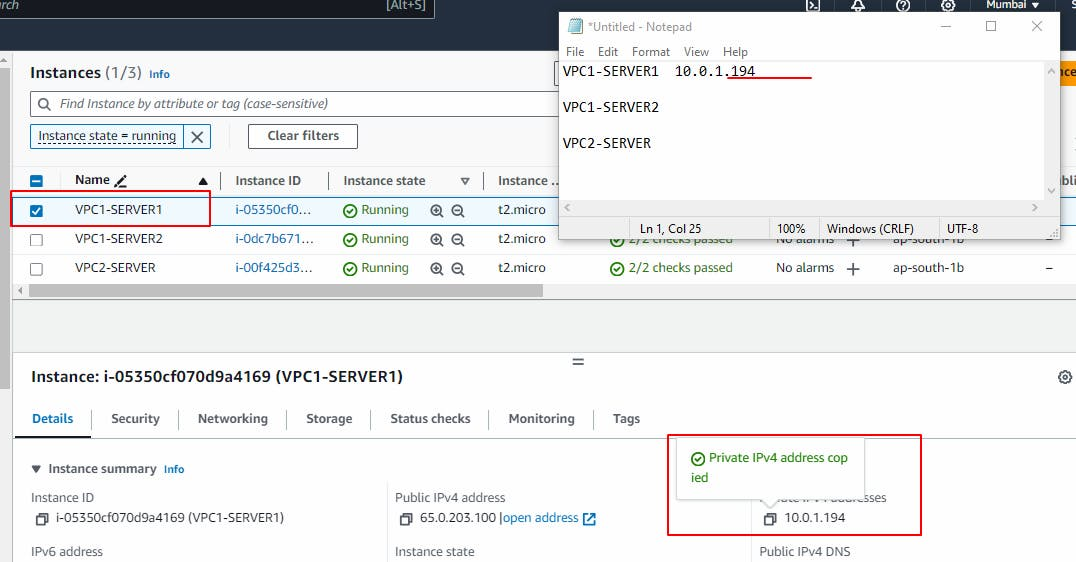 rch
[Alt+S]
Mumbai
*Untitled - Notepad
File Edit Format View Help
VPC1-SERVER1 10.0.1.194
VPC1-SERVER2
VPC2-SERVER
Ln 1, Col 25 100% Windows (CRLF) UTF-8
Instances (1/3) Info
Find Instance by attribute or tag (case-sensitive)
Instance state = running
Clear filters
Name Instance ID Instance state Instance ...
VPC1-SERVER1 i-05350cf0... Running t2.micro
VPC1-SERVER2 i-0dc7b671... Running t2.micro 2/2 checks passed No alarms ap-south-1b –
VPC2-SERVER i-00f425d3... Running t2.micro 2/2 checks passed No alarms ap-south-1b –
Instance: i-05350cf070d9a4169 (VPC1-SERVER1)
Details Security Networking Storage Status checks Monitoring Tags
Instance summary Info
Private IPv4 address cop
ied
Instance ID
i-05350cf070d9a4169 (VPC1-SERVER1)
Public IPv4 address
65.0.203.100 |open address
addresses
10.0.1.194
IPv6 address
Instance state
Public IPv4 DNS